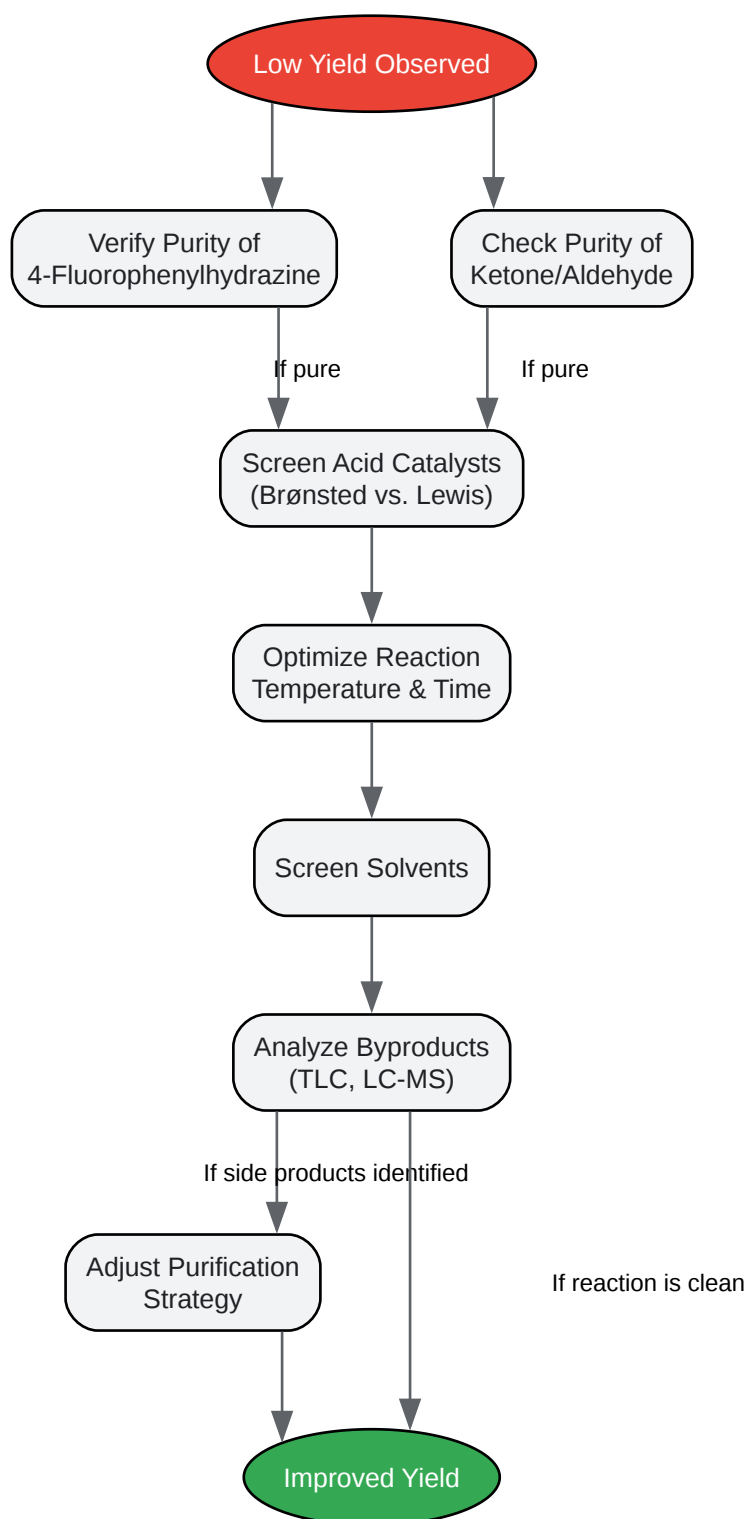 Low Yield Observed
Verify Purity of
4-Fluorophenylhydrazine
Check Purity of
Ketone/Aldehyde
If pure
If pure
Screen Acid Catalysts
(Brønsted vs. Lewis)
Optimize Reaction
Temperature & Time
Screen Solvents
Analyze Byproducts
(TLC, LC-MS)
If side products identified
Adjust Purification
Strategy
If reaction is clean
Improved Yield